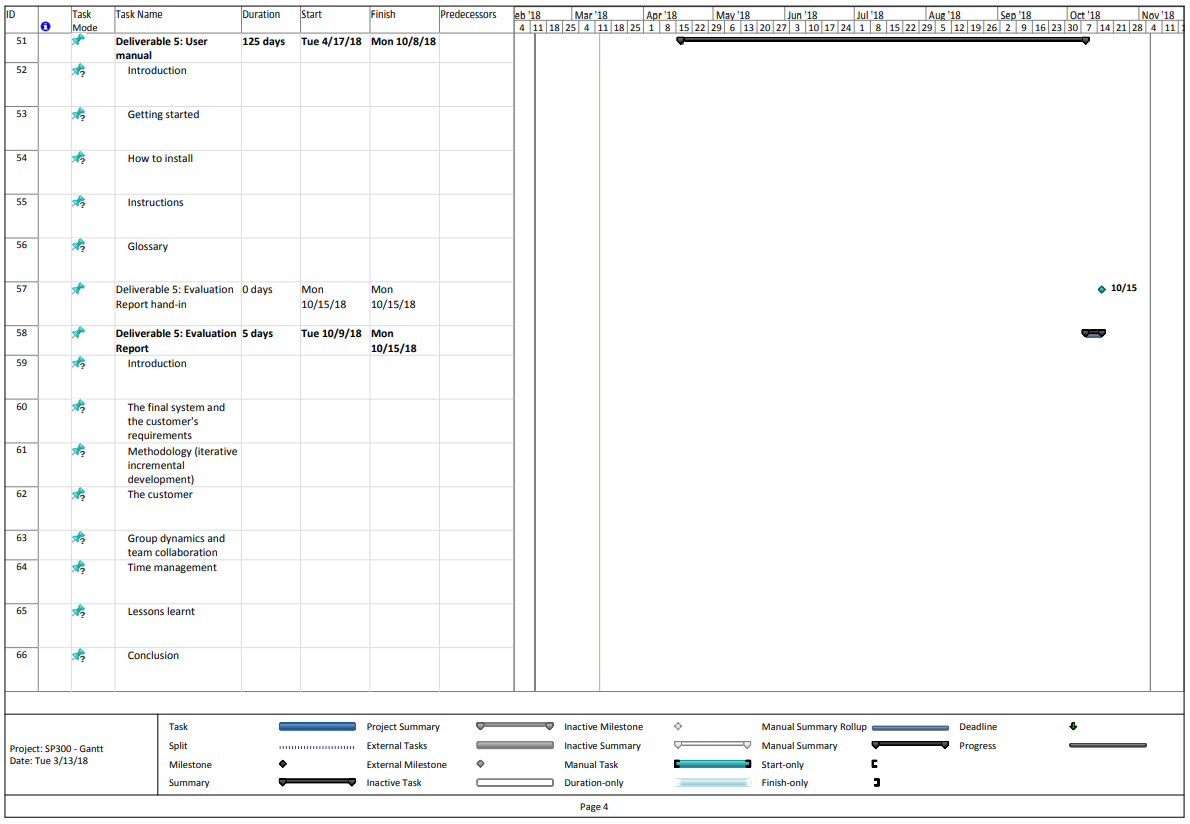 ID Task Mode Task Name Duration Start Finish Predecessors
eb '18 Mar '18 Apr '18 May '18 Jun '18 Jul '18 Aug '18 Sep '18 Oct '18 Nov '18
4 11 18 25 4 11 18 25 1 8 15 22 29 6 13 20 27 3 10 17 24 1 8 15 22 29 5 12 19 26 2 9 16 23 30 7 14 21 28 4 11
51 Deliverable 5: User manual 125 days Tue 4/17/18 Mon 10/8/18
52 Introduction
53 Getting started
54 How to install
55 Instructions
56 Glossary
57 Deliverable 5: Evaluation Report hand-in 0 days Mon 10/15/18 Mon 10/15/18 10/15
58 Deliverable 5: Evaluation Report 5 days Tue 10/9/18 Mon 10/15/18
59 Introduction
60 The final system and the customer's requirements
61 Methodology (iterative incremental development)
62 The customer
63 Group dynamics and team collaboration
64 Time management
65 Lessons learnt
66 Conclusion
Project: SP300 - Gantt
Date: Tue 3/13/18
Task Project Summary Inactive Milestone Manual Summary Rollup Deadline
Split External Tasks Inactive Summary Manual Summary Progress
Milestone External Milestone Manual Task Start-only
Summary Inactive Task Duration-only Finish-only
Page 4